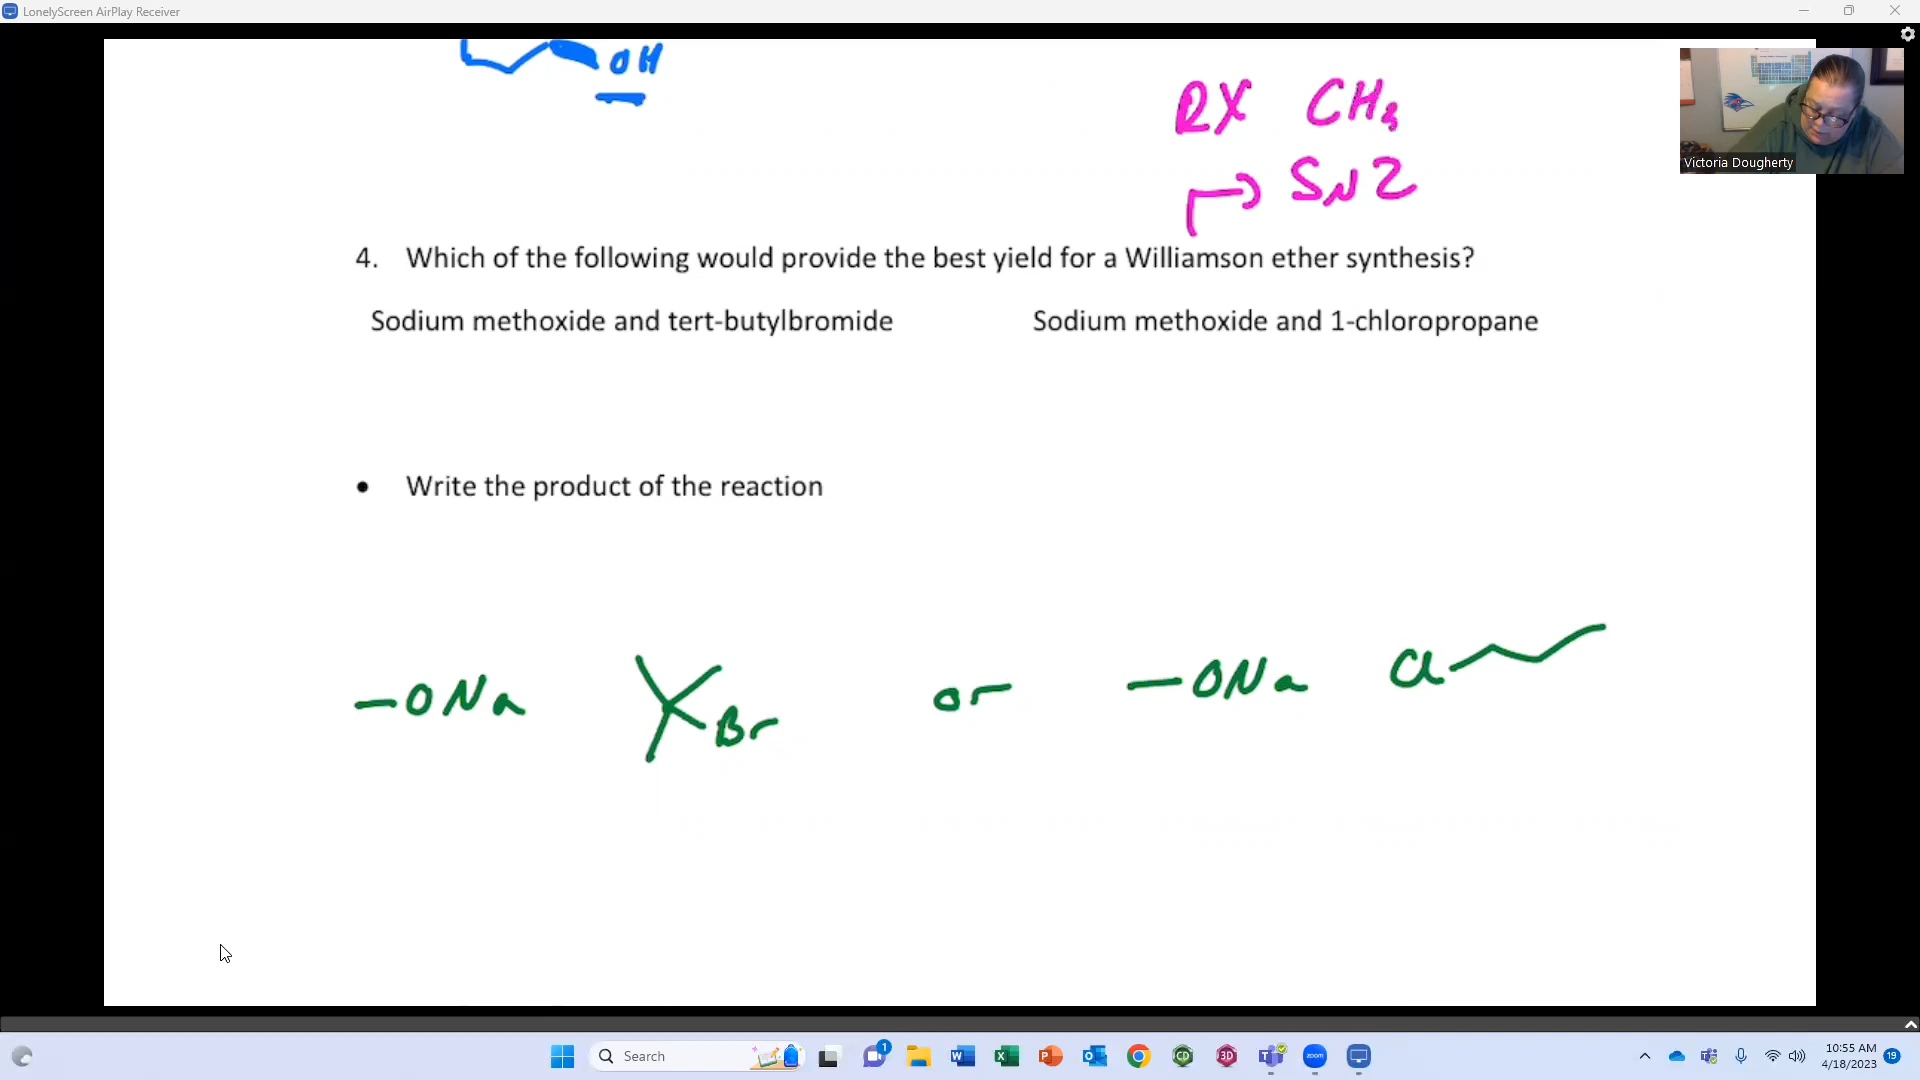 LonelyScreen AirPlay Receiver
OH
RX CH3
SN2
Victoria Dougherty
4. Which of the following would provide the best yield for a Williamson ether synthesis?
Sodium methoxide and tert-butylbromide
Sodium methoxide and 1-chloropropane
• Write the product of the reaction
-ONa
Br
or
-ONa
Cl
Search
1
10:55 AM
4/18/2023
19